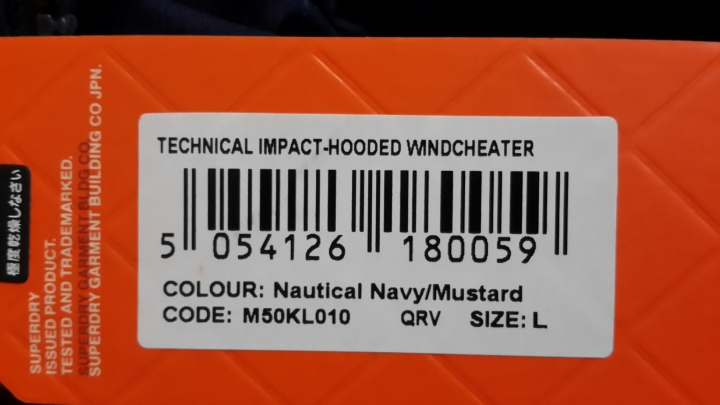 TECHNICAL IMPACT-HOODED WINDCHEATER
5 054126 180059
COLOUR: Nautical Navy/Mustard
CODE: M50KL010 QRV SIZE: L
極度乾燥しなさい
SUPERDRY
ISSUED PRODUCT.
TESTED AND TRADEMARKED,
SUPERDRY GARMENT BLDG CO
SUPERDRY GARMENT BUILDING CO JPN.